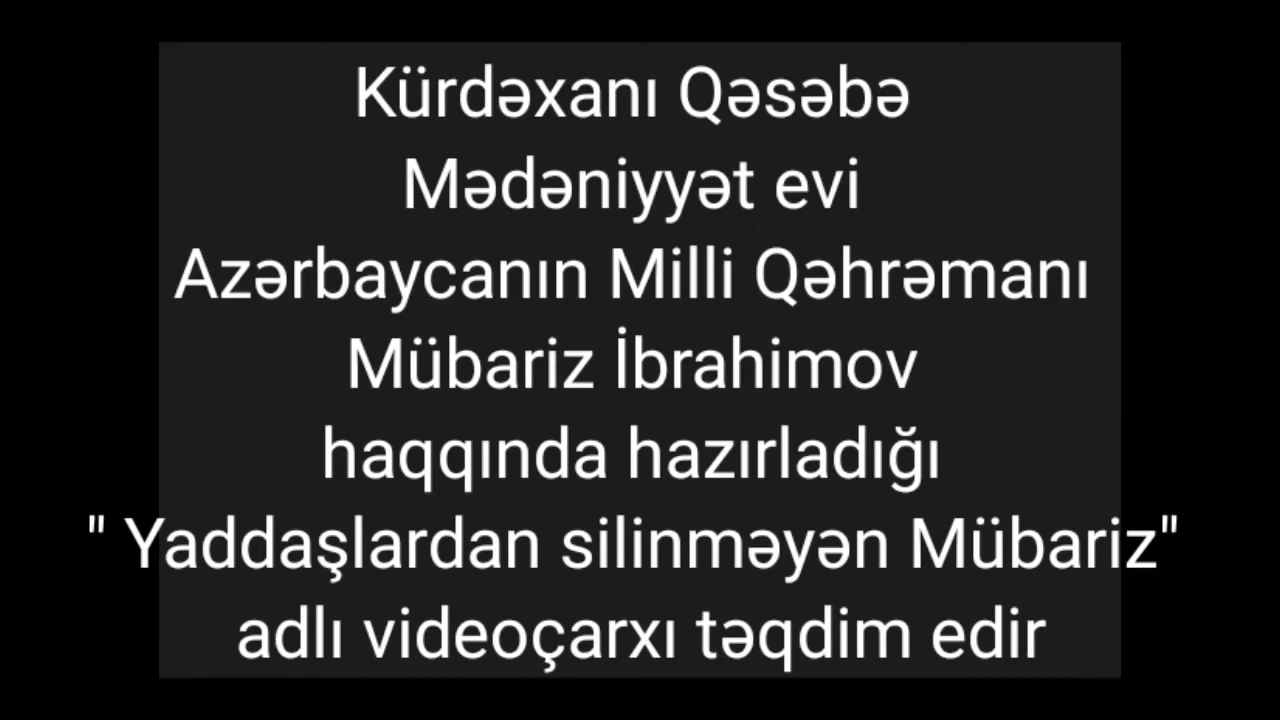 Kürdəxanı Qəsəbə
Mədəniyyət evi
Azərbaycanın Milli Qəhrəmanı
Mübariz İbrahimov
haqqında hazırladığı
" Yaddaşlardan silinməyən Mübariz"
adlı videoçarxı təqdim edir